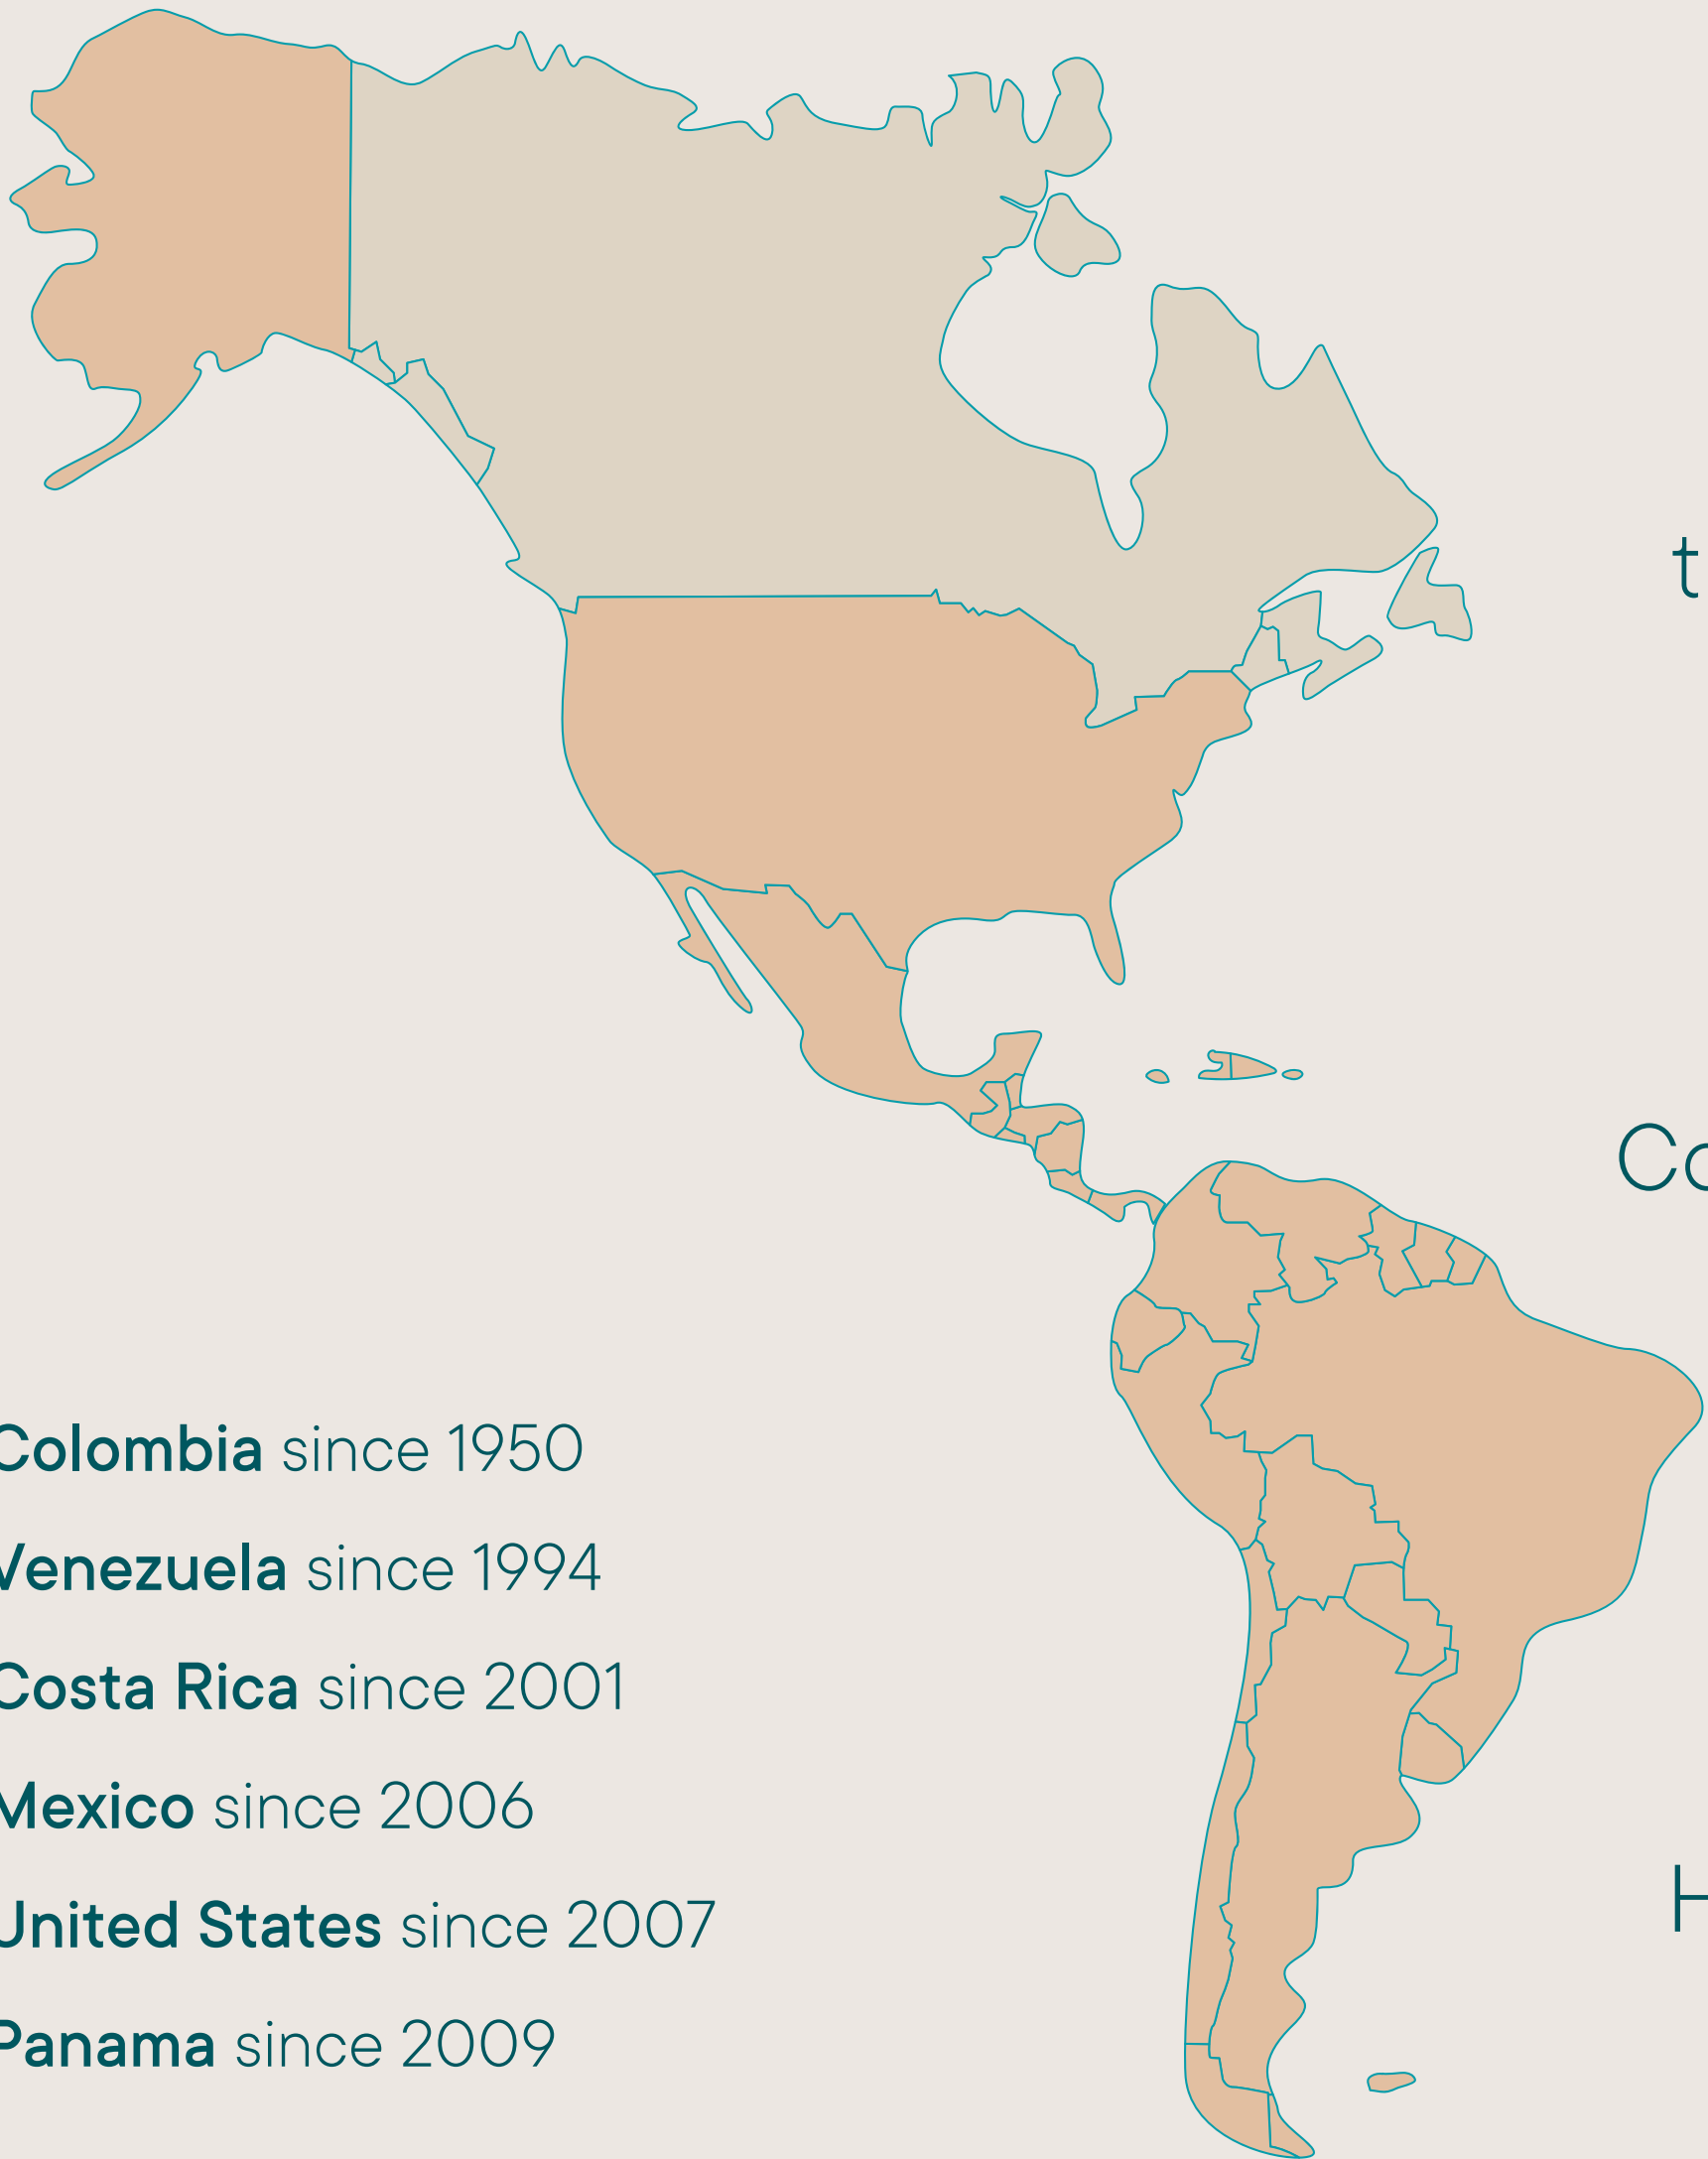 t
Co
Colombia since 1950
Venezuela since 1994
Costa Rica since 2001
Mexico since 2006
United States since 2007
H
Panama since 2009